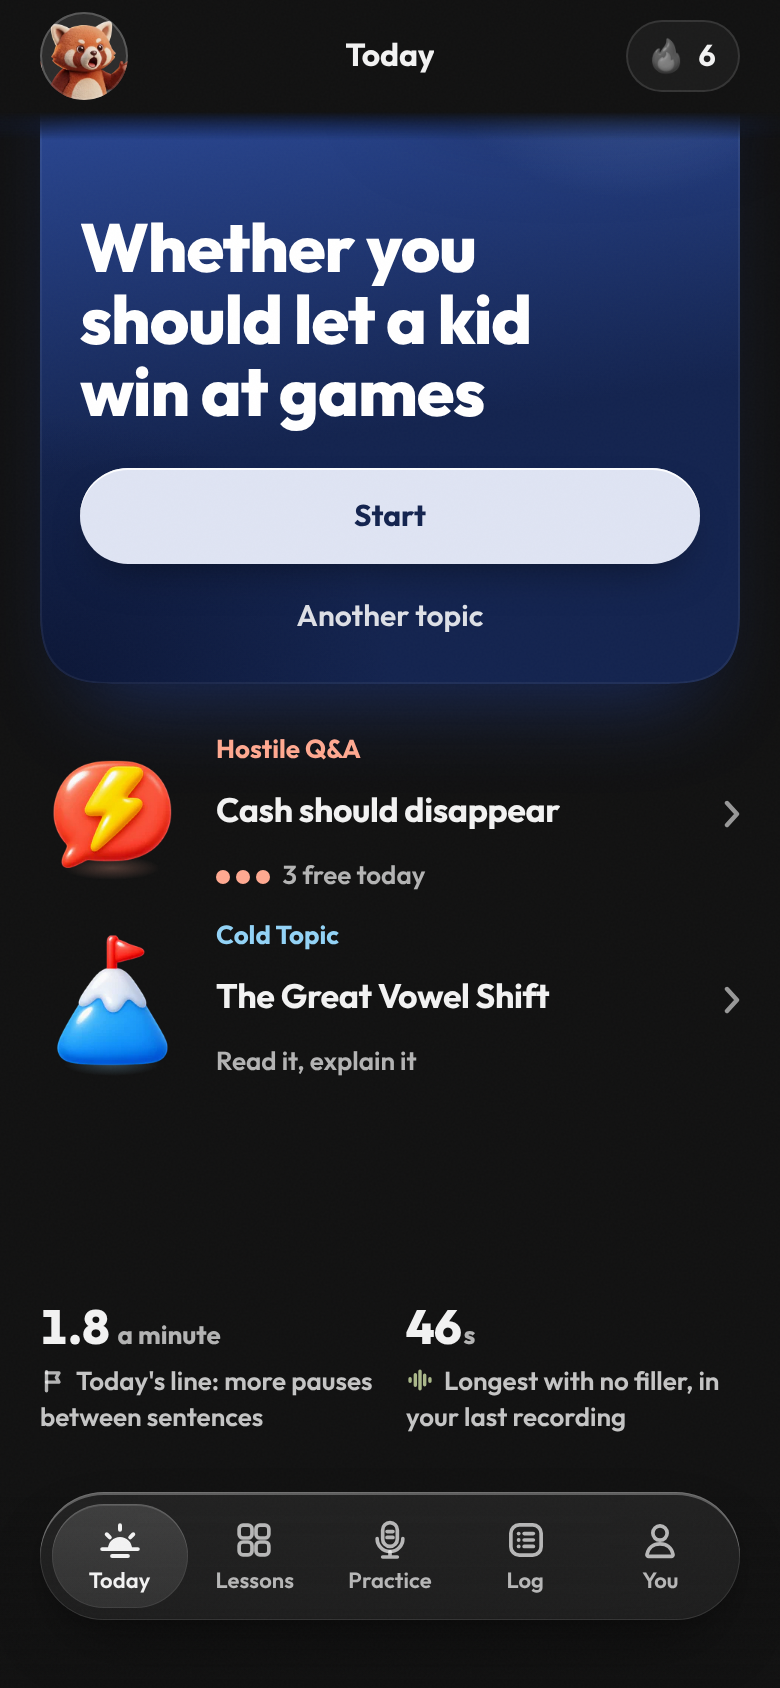 Today
6
Whether you
should let a kid
win at games
Start
Another topic
Hostile Q&A
Cash should disappear
3 free today
Cold Topic
The Great Vowel Shift
Read it, explain it
1.8 a minute
Today's line: more pauses
between sentences
46s
Longest with no filler, in
your last recording
Today
Lessons
Practice
Log
You